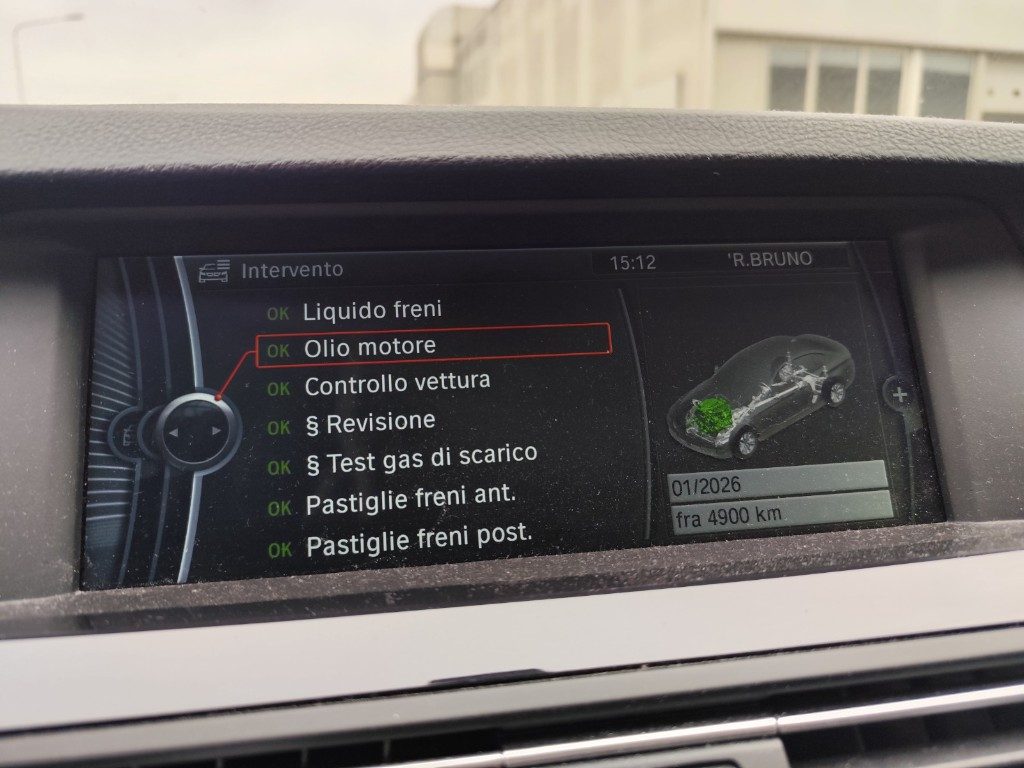 Intervento
15:12
'R.BRUNO
OK Liquido freni
OK Olio motore
OK Controllo vettura
OK § Revisione
OK § Test gas di scarico
OK Pastiglie freni ant.
OK Pastiglie freni post.
01/2026
fra 4900 km